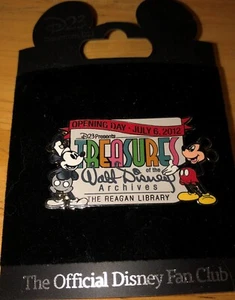 D23
OPENING DAY - JULY 6, 2012
D23 Presents
TREASURES
of the
Walt Disney
Archives
THE REAGAN LIBRARY
The Official Disney Fan Club